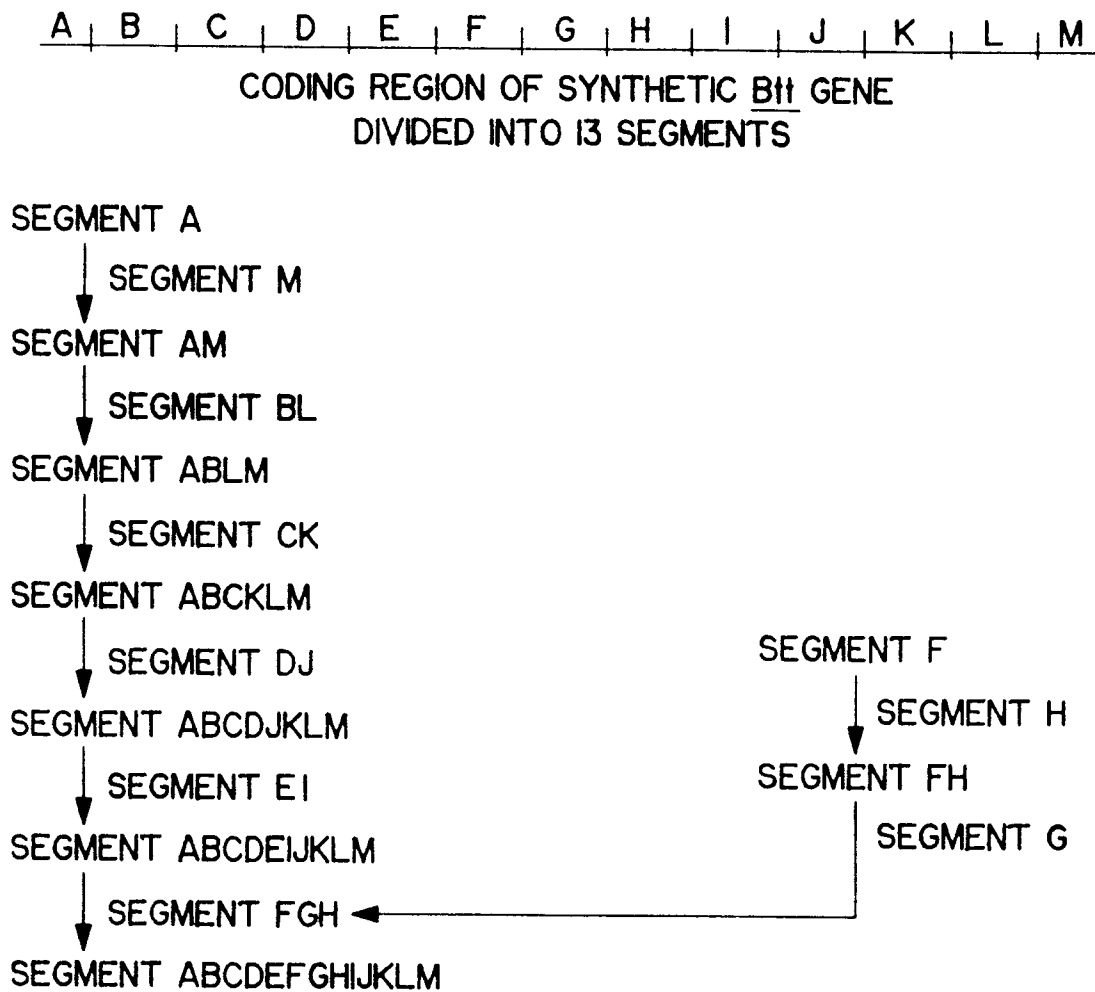 A B C D E F G H I J K L M
CODING REGION OF SYNTHETIC Btt GENE
DIVIDED INTO 13 SEGMENTS
SEGMENT A
SEGMENT M
SEGMENT AM
SEGMENT BL
SEGMENT ABLM
SEGMENT CK
SEGMENT ABCKLM
SEGMENT DJ
SEGMENT ABCDJKLM
SEGMENT EI
SEGMENT ABCDEIJKLM
SEGMENT F
SEGMENT H
SEGMENT FH
SEGMENT G
SEGMENT FGH
SEGMENT ABCDEFGHIJKLM